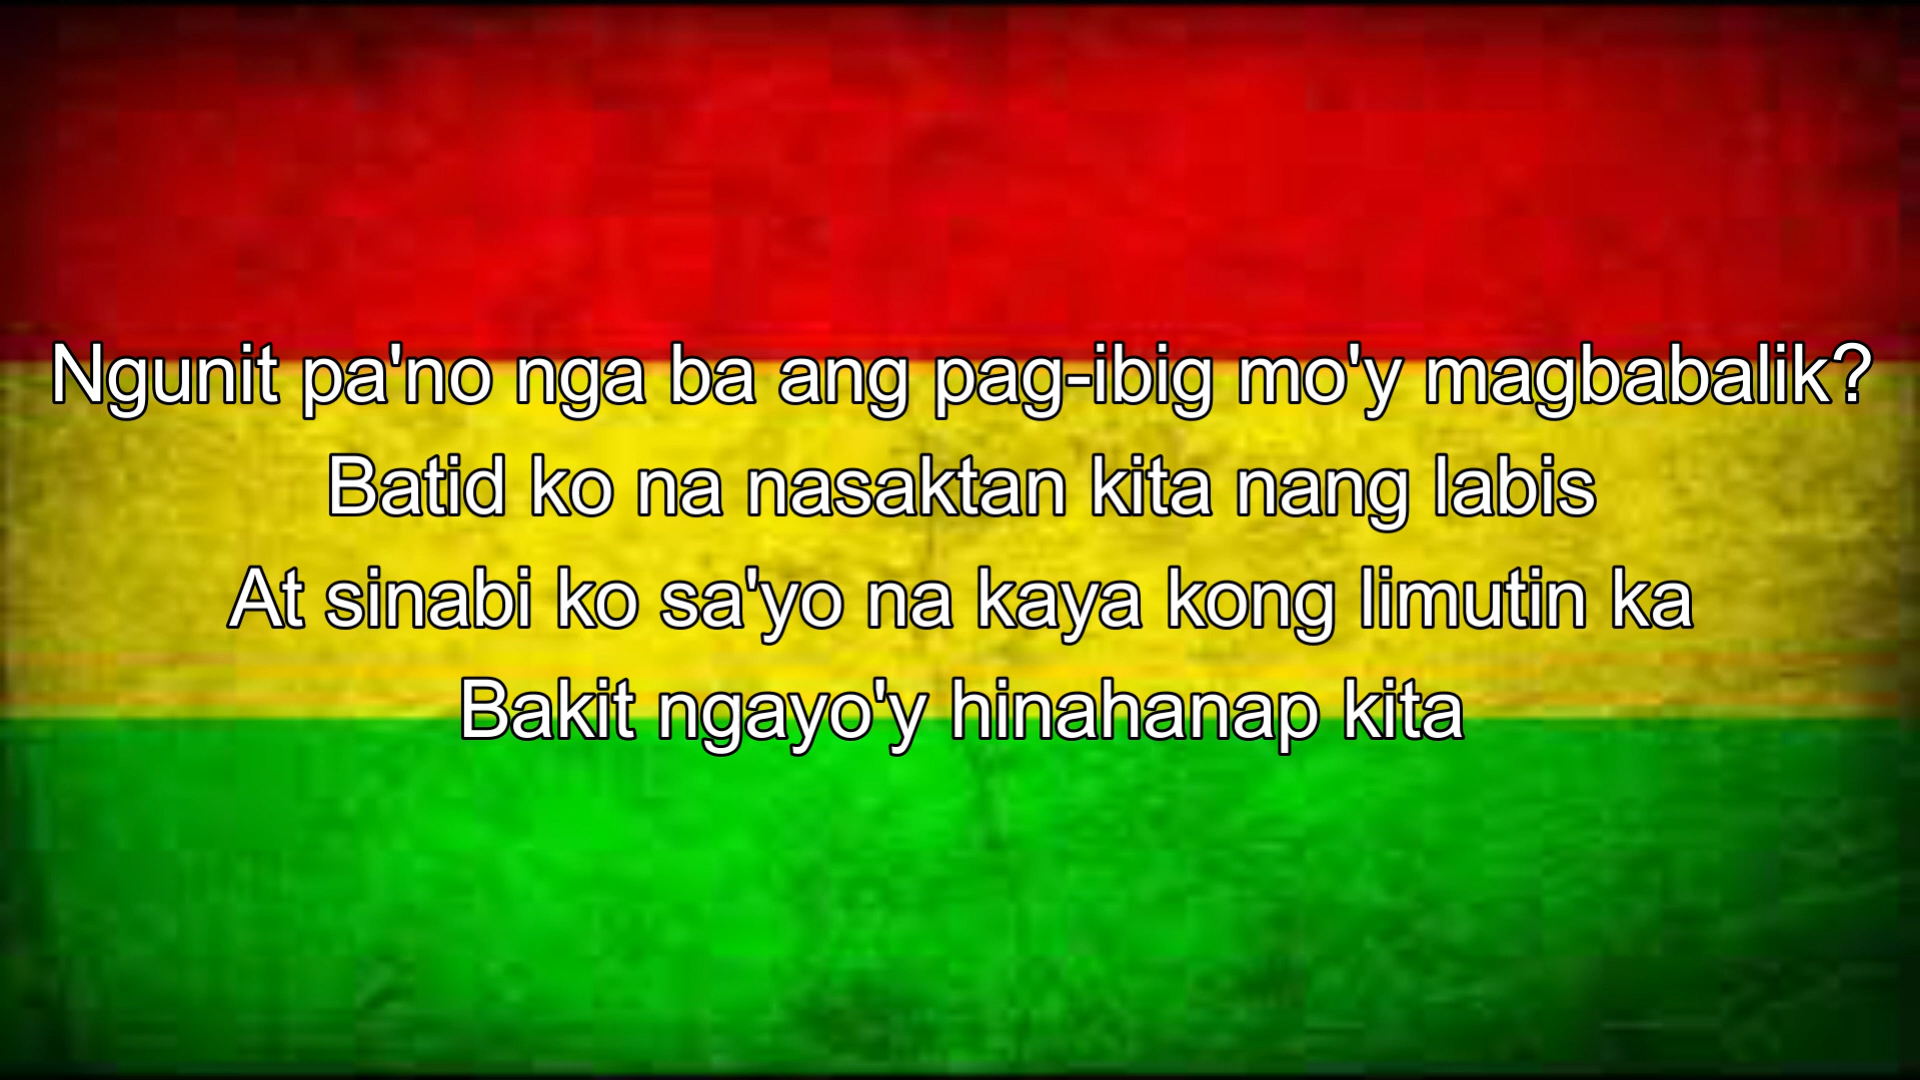 Ngunit pa'no nga ba ang pag-ibig mo'y magbabalik?
Batid ko na nasaktan kita nang labis
At sinabi ko sa'yo na kaya kong limutin ka
Bakit ngayo'y hinahanap kita